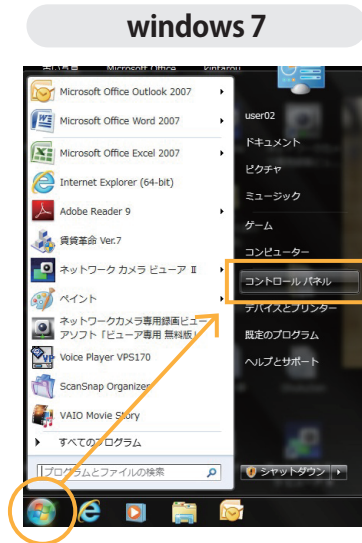 windows 7
Microsoft Office
kintarou
Microsoft Office Outlook 2007
Microsoft Office Word 2007
Microsoft Office Excel 2007
Internet Explorer (64-bit)
Adobe Reader 9
賃貸革命 Ver.7
ネットワーク カメラ ビューア Ⅱ
ペイント
ネットワークカメラ専用録画ビュー
アソフト「ビューア専用 無料版」
Voice Player VPS170
ScanSnap Organizer
VAIO Movie Story
すべてのプログラム
プログラムとファイルの検索
user02
ドキュメント
ピクチャ
ミュージック
ゲーム
コンピューター
コントロール パネル
デバイスとプリンター
既定のプログラム
ヘルプとサポート
シャットダウン